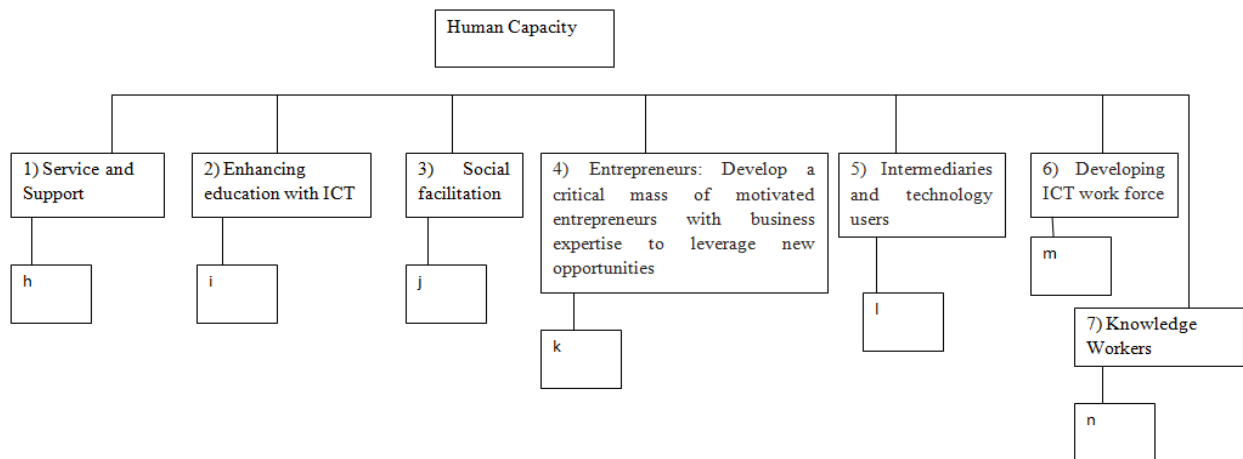 Human Capacity
1) Service and
Support
2) Enhancing
education with ICT
3) Social
facilitation
4) Entrepreneurs: Develop a
critical mass of motivated
entrepreneurs with business
expertise to leverage new
opportunities
5) Intermediaries
and technology
users
6) Developing
ICT work force
h
i
j
k
l
m
7) Knowledge
Workers
n